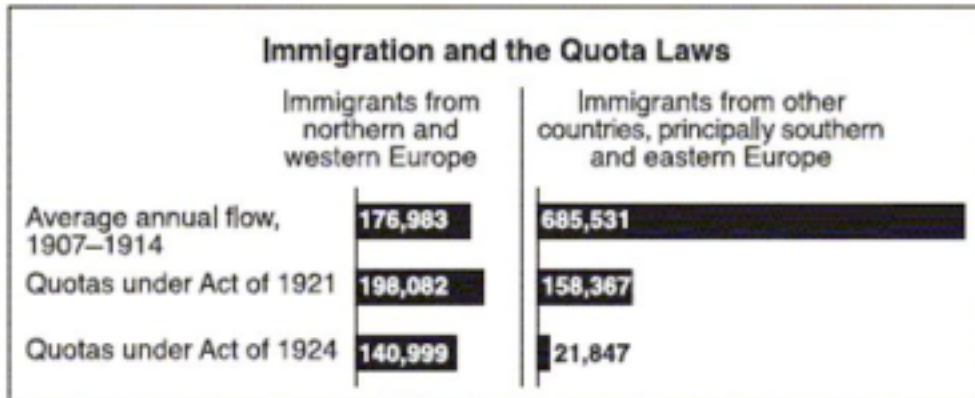 Immigration and the Quota Laws
Immigrants from
northern and
western Europe
Immigrants from other
countries, principally southern
and eastern Europe
Average annual flow,
1907–1914
176,983
685,531
Quotas under Act of 1921
198,082
158,367
Quotas under Act of 1924
140,999
21,847